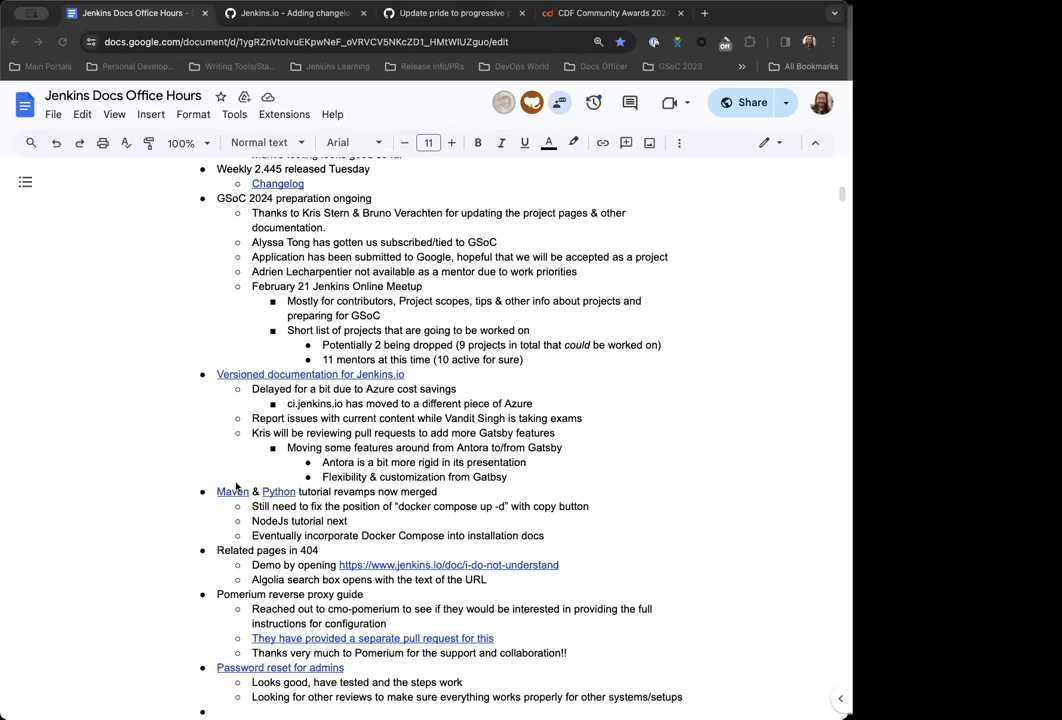 Jenkins Docs Office Hours -
Jenkins.io - Adding changelo
Update pride to progressive p
CDF Community Awards 202
docs.google.com/document/d/1ygRZnVtoIvuEKpwNeF_oVRVCV5NKcZD1_HMtWlUZguo/edit
Off
Main Portals
Personal Develop...
Writing Tools/Sta...
Jenkins Learning
Release Info/PRs
DevOps World
Docs Officer
GSoC 2023
All Bookmarks
Jenkins Docs Office Hours
Share
File Edit View Insert Format Tools Extensions Help
100% Normal text Arial 11
Weekly 2.445 released Tuesday
Changelog
GSoC 2024 preparation ongoing
Thanks to Kris Stern & Bruno Verachten for updating the project pages & other
documentation.
Alyssa Tong has gotten us subscribed/tied to GSoC
Application has been submitted to Google, hopeful that we will be accepted as a project
Adrien Lecharpentier not available as a mentor due to work priorities
February 21 Jenkins Online Meetup
Mostly for contributors, Project scopes, tips & other info about projects and
preparing for GSoC
Short list of projects that are going to be worked on
Potentially 2 being dropped (9 projects in total that could be worked on)
11 mentors at this time (10 active for sure)
Versioned documentation for Jenkins.io
Delayed for a bit due to Azure cost savings
ci.jenkins.io has moved to a different piece of Azure
Report issues with current content while Vandit Singh is taking exams
Kris will be reviewing pull requests to add more Gatsby features
Moving some features around from Antora to/from Gatsby
Antora is a bit more rigid in its presentation
Flexibility & customization from Gatbsy
Maven & Python tutorial revamps now merged
Still need to fix the position of “docker compose up -d” with copy button
NodeJs tutorial next
Eventually incorporate Docker Compose into installation docs
Related pages in 404
Demo by opening https://www.jenkins.io/doc/i-do-not-understand
Algolia search box opens with the text of the URL
Pomerium reverse proxy guide
Reached out to cmo-pomerium to see if they would be interested in providing the full
instructions for configuration
They have provided a separate pull request for this
Thanks very much to Pomerium for the support and collaboration!!
Password reset for admins
Looks good, have tested and the steps work
Looking for other reviews to make sure everything works properly for other systems/setups